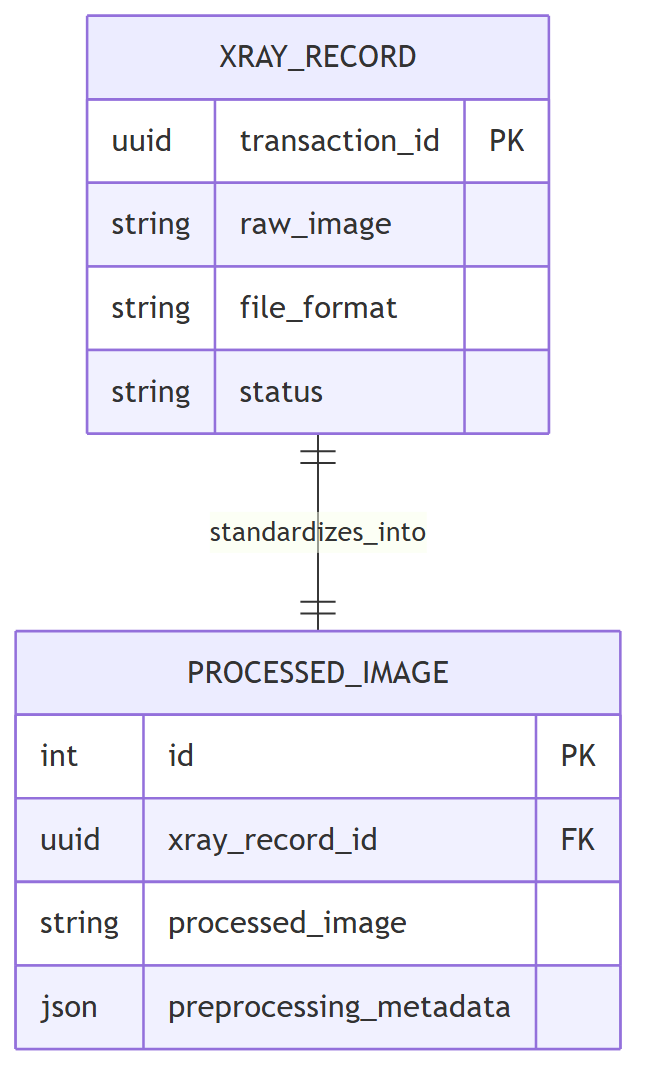 XRAY_RECORD
uuid transaction_id PK
string raw_image
string file_format
string status
standardizes_into
PROCESSED_IMAGE
int id PK
uuid xray_record_id FK
string processed_image
json preprocessing_metadata